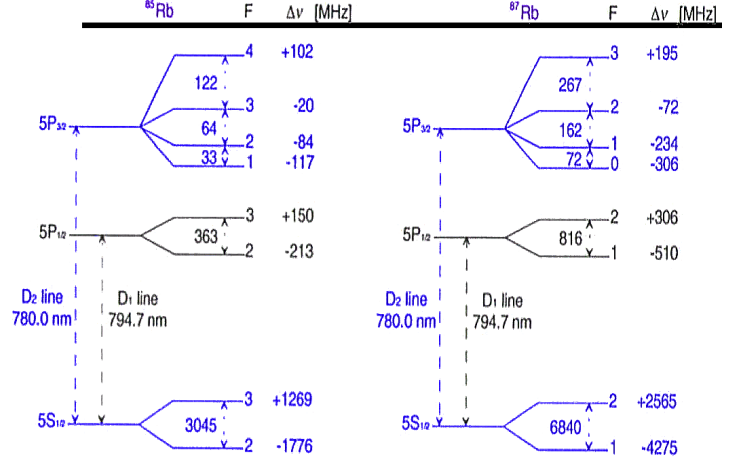 ⁸⁵Rb F Δν [MHz] ⁸⁷Rb F Δν [MHz]
4 +102 3 +195
122 267
3 -20 2 -72
5P3/2 64 5P3/2 162
2 -84 1 -234
33 72
1 -117 0 -306
3 +150 2 +306
5P1/2 363 5P1/2 816
2 -213 1 -510
D2 line D1 line D2 line D1 line
780.0 nm 794.7 nm 780.0 nm 794.7 nm
3 +1269 2 +2565
5S1/2 3045 5S1/2 6840
2 -1776 1 -4275